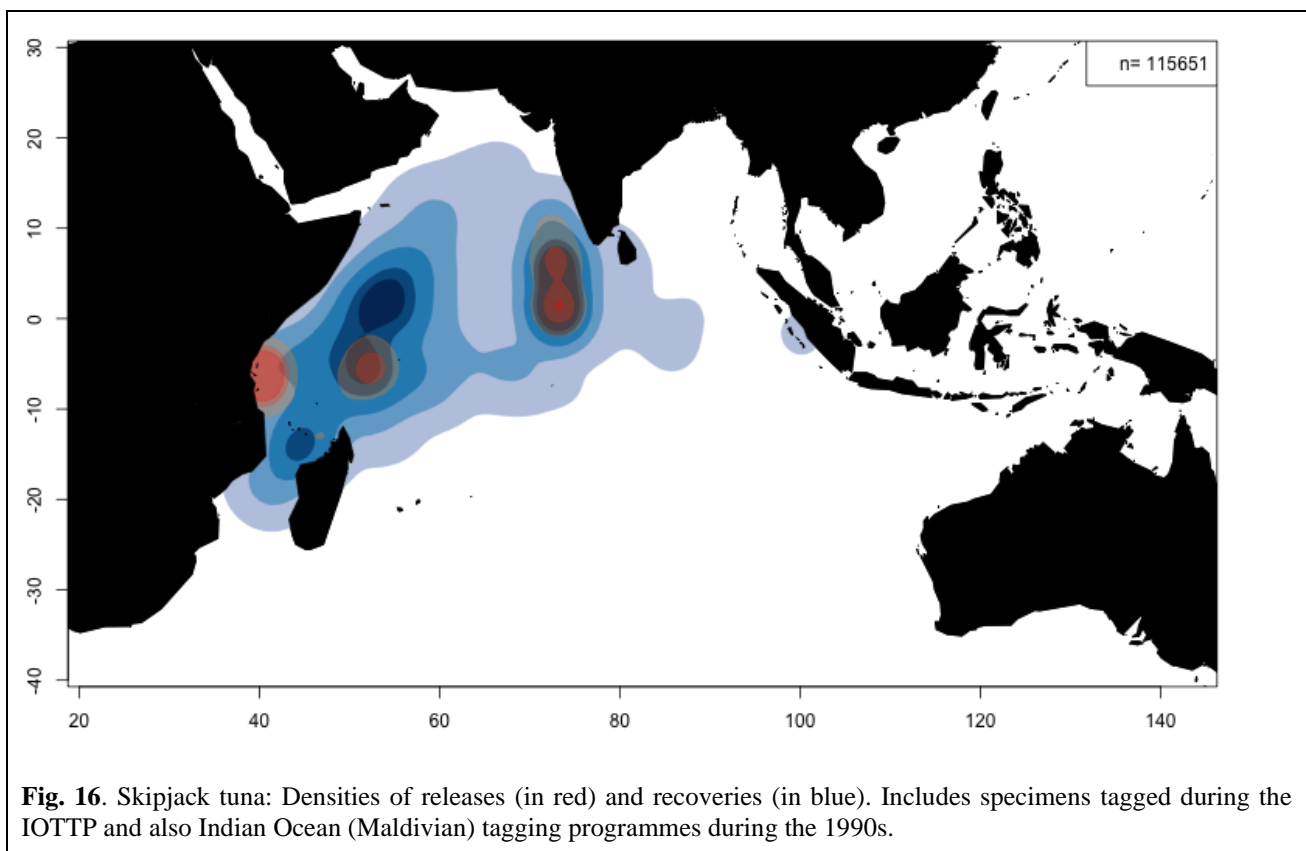 30
20
10
0
-10
-20
-30
-40
n= 115651
20 40 60 80 100 120 140
Fig. 16. Skipjack tuna: Densities of releases (in red) and recoveries (in blue). Includes specimens tagged during the
IOTTP and also Indian Ocean (Maldivian) tagging programmes during the 1990s.